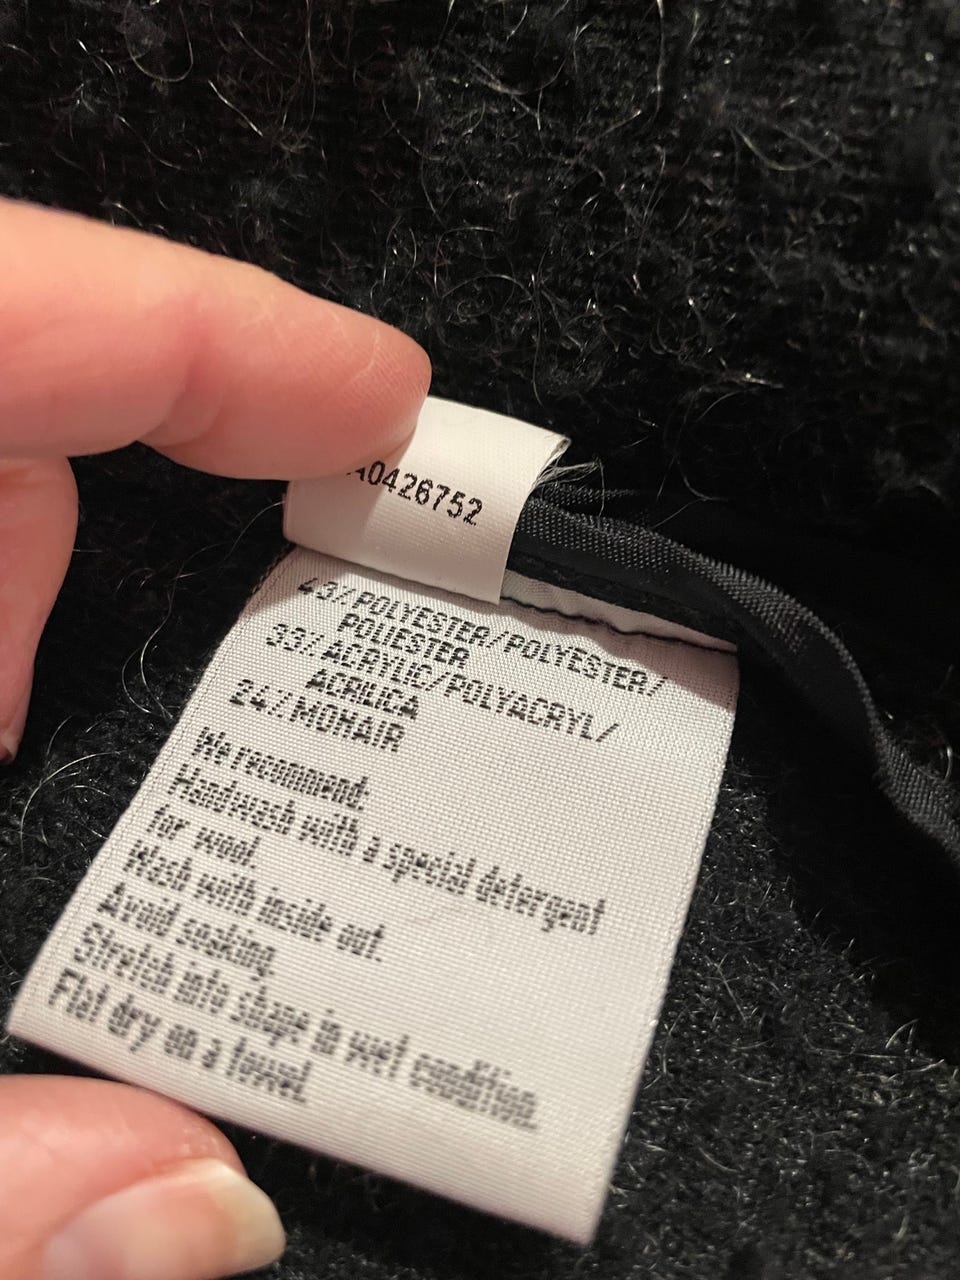 A0426752
43% POLYESTER/POLYESTER/
POLIESTER
33% ACRYLIC/POLYACRYL/
ACRILICA
24% MOHAIR
We recommend.
Handwash with a special detergent
for wool.
Wash with inside out.
Avoid soaking.
Stretch into shape in wet condition.
Flat dry on a towel.